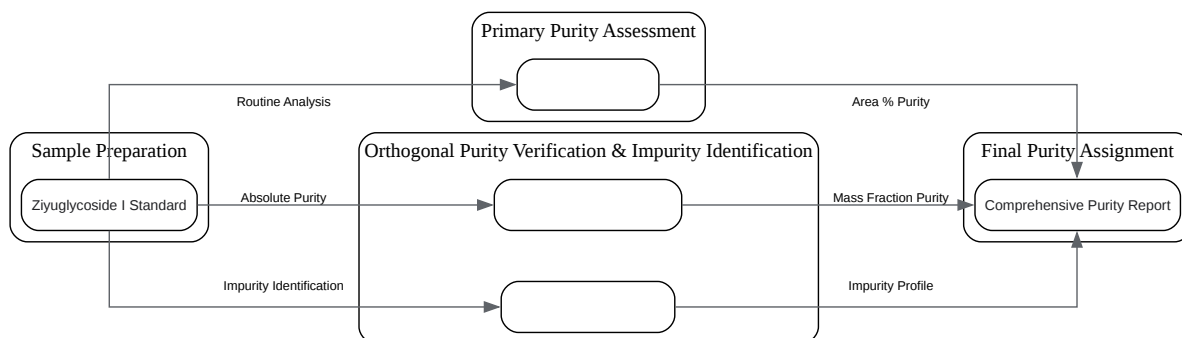 Primary Purity Assessment
Routine Analysis
Area % Purity
Sample Preparation
Orthogonal Purity Verification & Impurity Identification
Final Purity Assignment
Ziyuglycoside I Standard
Absolute Purity
Mass Fraction Purity
Comprehensive Purity Report
Impurity Identification
Impurity Profile